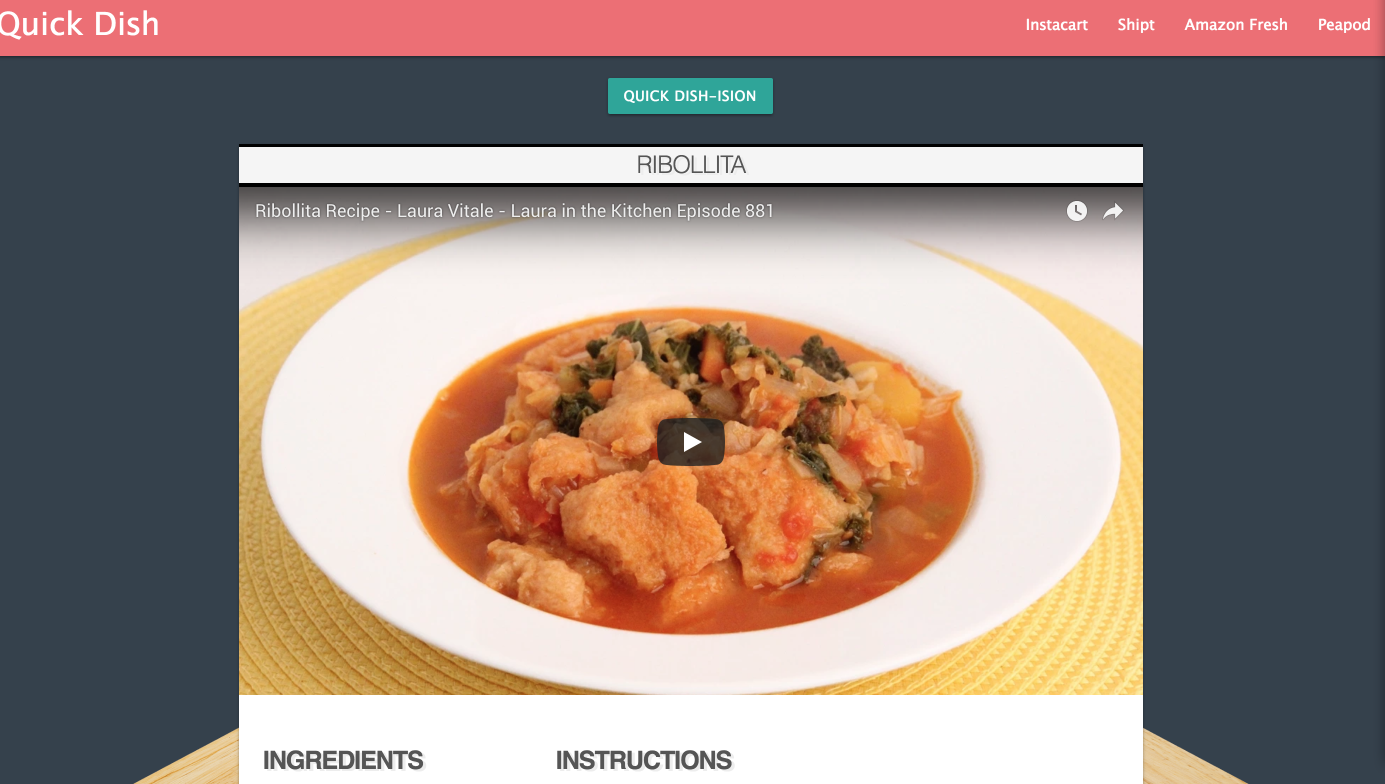 Quick Dish
Instacart Shipt Amazon Fresh Peapod
QUICK DISH-ISION
RIBOLLITA
Ribollita Recipe - Laura Vitale - Laura in the Kitchen Episode 881
INGREDIENTS
INSTRUCTIONS